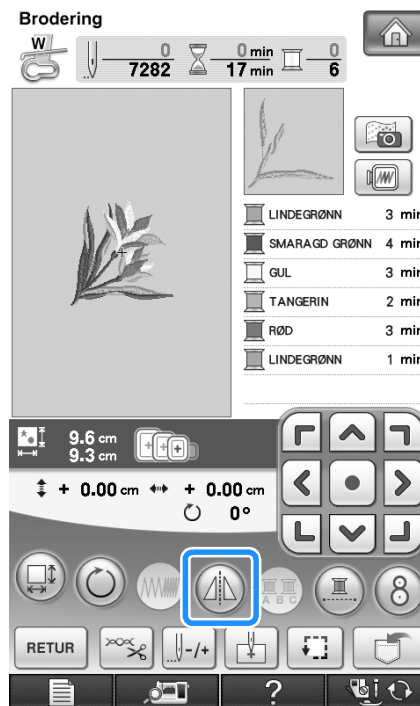 Brodering
W
0 0 min 0
7282 17 min 6
LINDEGRØNN 3 min
SMARAGD GRØNN 4 min
GUL 3 min
TANGERIN 2 min
RØD 3 min
LINDEGRØNN 1 min
9.6 cm
9.3 cm
+ 0.00 cm + 0.00 cm
0°
A B C
8
RETUR -/+
?